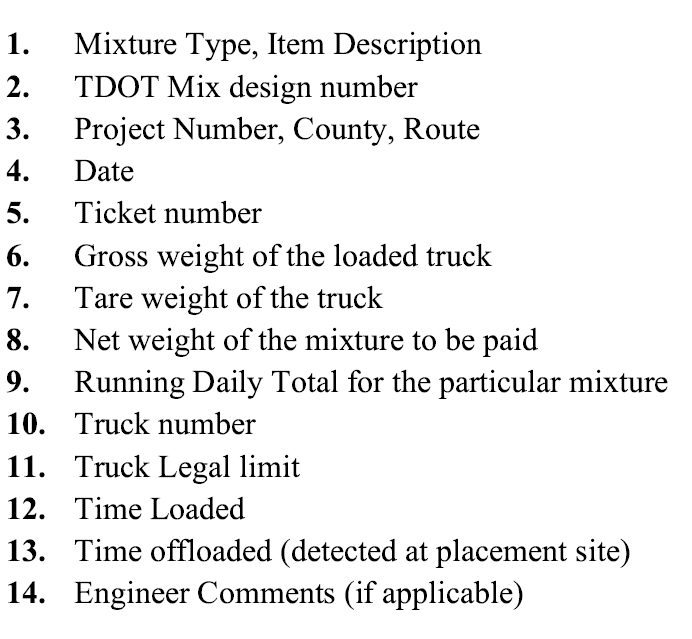 1. Mixture Type, Item Description
2. TDOT Mix design number
3. Project Number, County, Route
4. Date
5. Ticket number
6. Gross weight of the loaded truck
7. Tare weight of the truck
8. Net weight of the mixture to be paid
9. Running Daily Total for the particular mixture
10. Truck number
11. Truck Legal limit
12. Time Loaded
13. Time offloaded (detected at placement site)
14. Engineer Comments (if applicable)